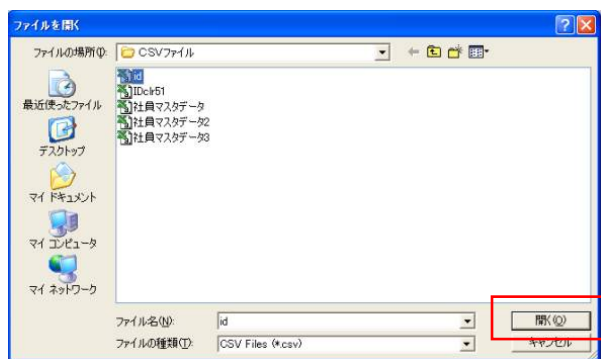 ファイルを開く
ファイルの場所(I):
CSVファイル
最近使ったファイル
デスクトップ
マイ ドキュメント
マイ コンピュータ
マイ ネットワーク
id
IDclr51
社員マスタデータ
社員マスタデータ2
社員マスタデータ3
ファイル名(N):
id
開く(O)
ファイルの種類(T):
CSV Files (*.csv)
キャンセル